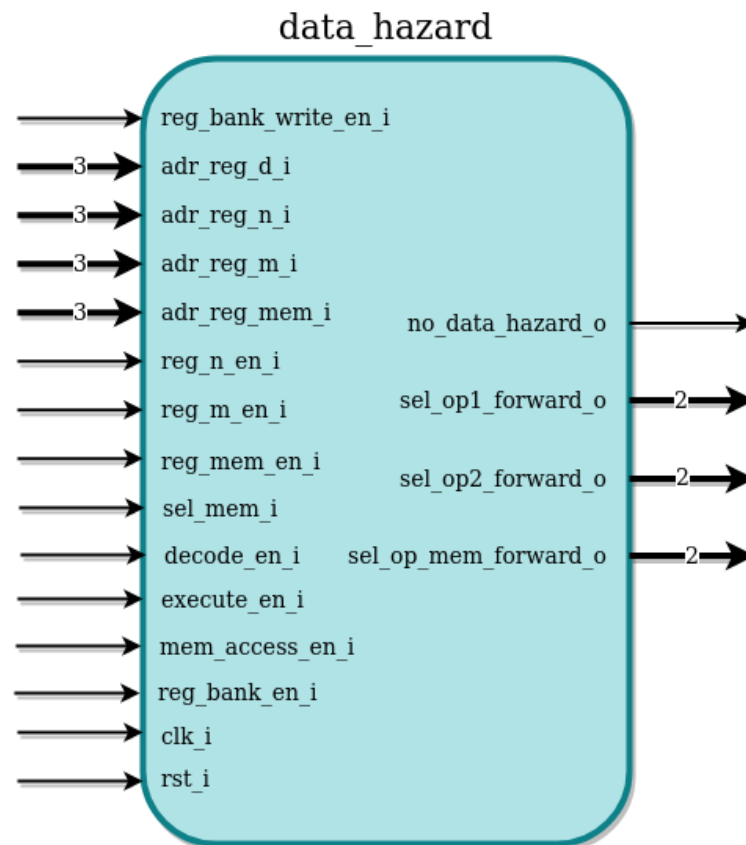 data_hazard
reg_bank_write_en_i
3 adr_reg_d_i
3 adr_reg_n_i
3 adr_reg_m_i
3 adr_reg_mem_i
reg_n_en_i
reg_m_en_i
reg_mem_en_i
sel_mem_i
decode_en_i
execute_en_i
mem_access_en_i
reg_bank_en_i
clk_i
rst_i
no_data_hazard_o
sel_op1_forward_o 2
sel_op2_forward_o 2
sel_op_mem_forward_o 2